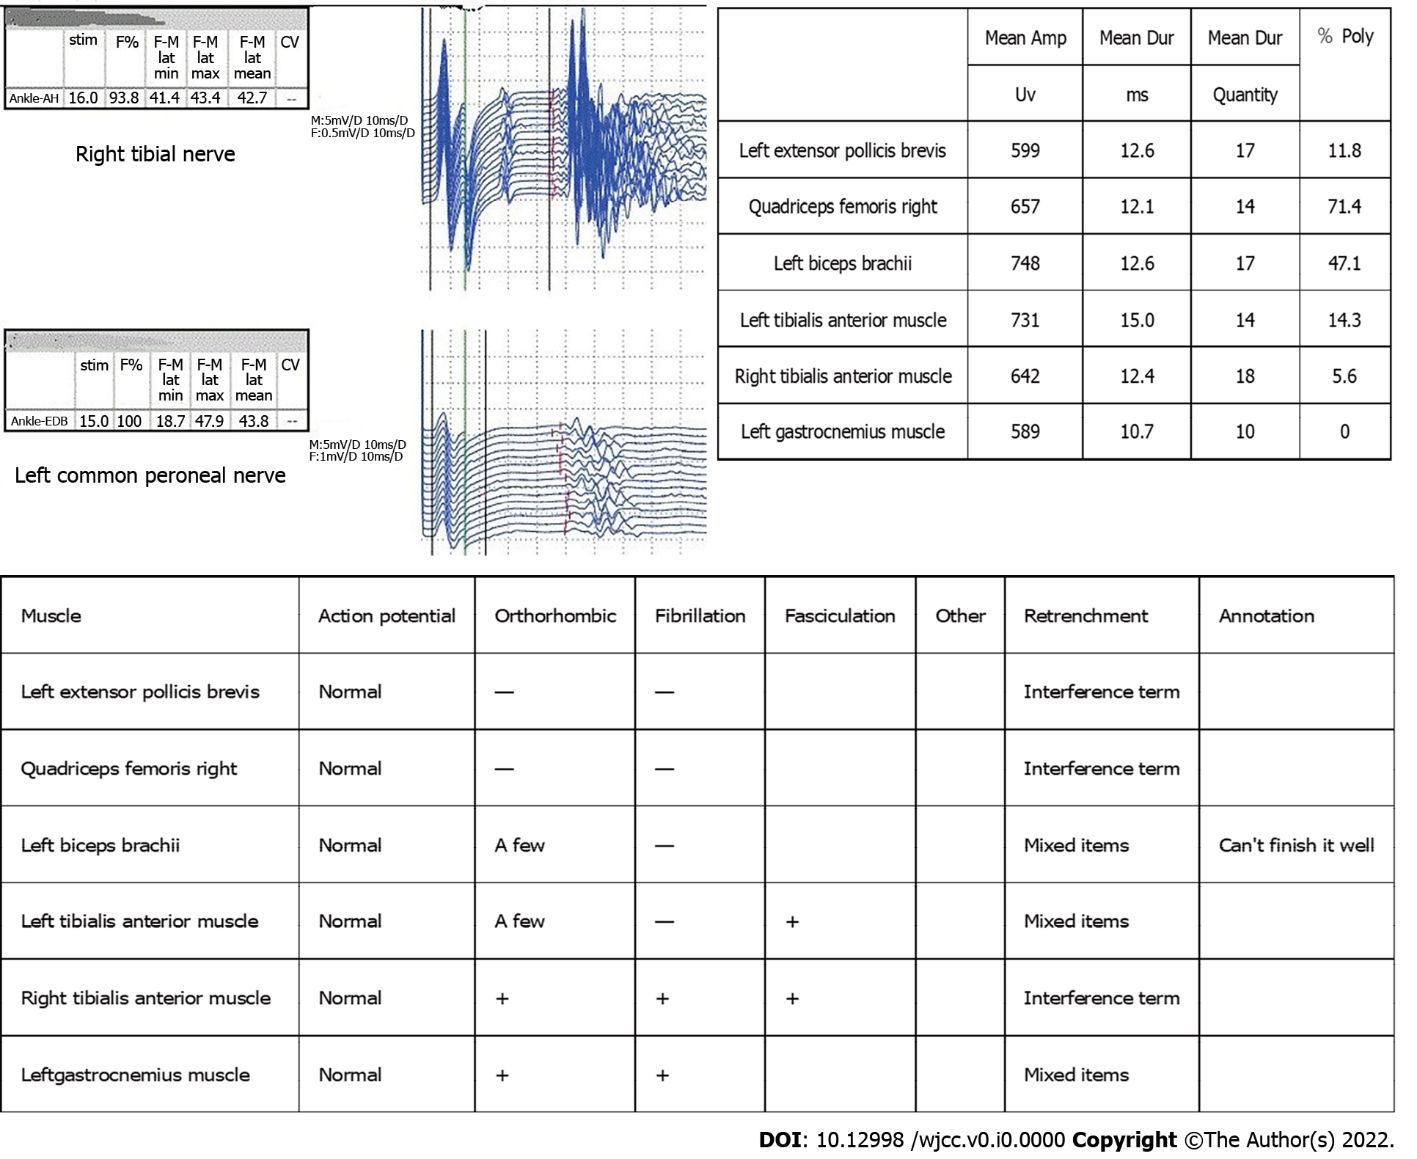 stim F% F-M lat min F-M lat max F-M lat mean CV
Ankle-AH 16.0 93.8 41.4 43.4 42.7 --
Right tibial nerve
M:5mV/D 10ms/D
F:0.5mV/D 10ms/D
stim F% F-M lat min F-M lat max F-M lat mean CV
Ankle-EDB 15.0 100 18.7 47.9 43.8 --
Left common peroneal nerve
M:5mV/D 10ms/D
F:1mV/D 10ms/D
Mean Amp Mean Dur Mean Dur % Poly
Uv ms Quantity
Left extensor pollicis brevis 599 12.6 17 11.8
Quadriceps femoris right 657 12.1 14 71.4
Left biceps brachii 748 12.6 17 47.1
Left tibialis anterior muscle 731 15.0 14 14.3
Right tibialis anterior muscle 642 12.4 18 5.6
Left gastrocnemius muscle 589 10.7 10 0
Muscle Action potential Orthorhombic Fibrillation Fasciculation Other Retrenchment Annotation
Left extensor pollicis brevis Normal — — Interference term
Quadriceps femoris right Normal — — Interference term
Left biceps brachii Normal A few — Mixed items Can't finish it well
Left tibialis anterior muscle Normal A few — + Mixed items
Right tibialis anterior muscle Normal + + + Interference term
Leftgastrocnemius muscle Normal + + Mixed items
DOI: 10.12998 /wjcc.v0.i0.0000 Copyright ©The Author(s) 2022.